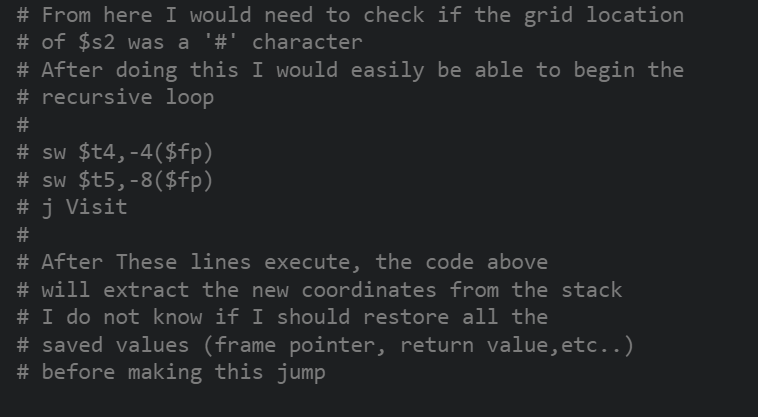 # From here I would need to check if the grid location
# of $s2 was a '#' character
# After doing this I would easily be able to begin the
# recursive loop
#
# sw $t4,-4($fp)
# sw $t5,-8($fp)
# j Visit
#
# After These lines execute, the code above
# will extract the new coordinates from the stack
# I do not know if I should restore all the
# saved values (frame pointer, return value,etc..)
# before making this jump